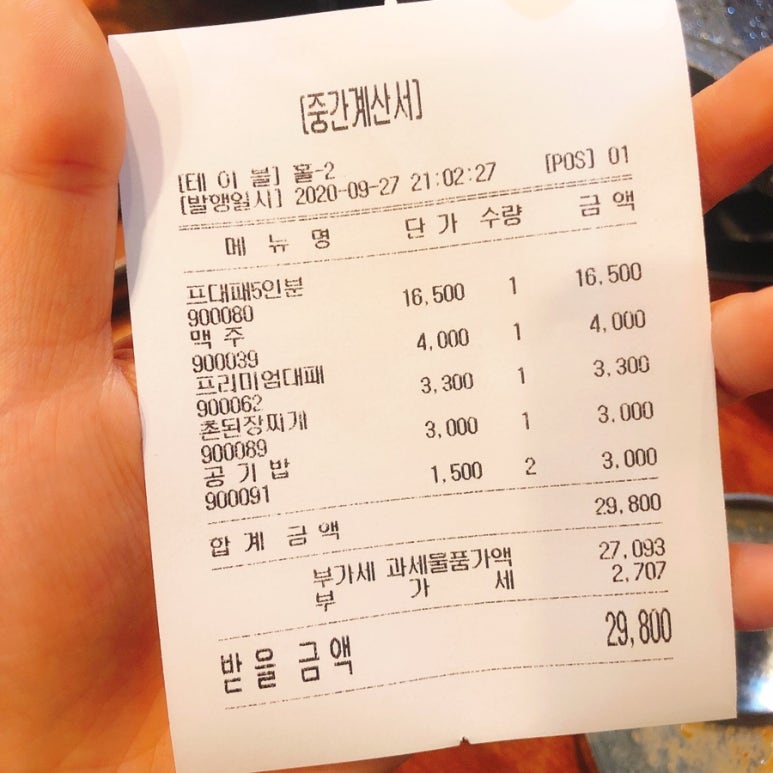 [중간계산서]
[테 이 블] 홀-2 [POS] 01
[발행일시] 2020-09-27 21:02:27
메 뉴 명 단 가 수량 금 액
프대패5인분 16,500 1 16,500
900080
맥 주 4,000 1 4,000
900039
프리미엄대패 3,300 1 3,300
900062
촌된장찌개 3,000 1 3,000
900089
공 기 밥 1,500 2 3,000
900091
합 계 금 액 29,800
부가세 과세물품가액 27,093
부 가 세 2,707
받 을 금 액 29,800